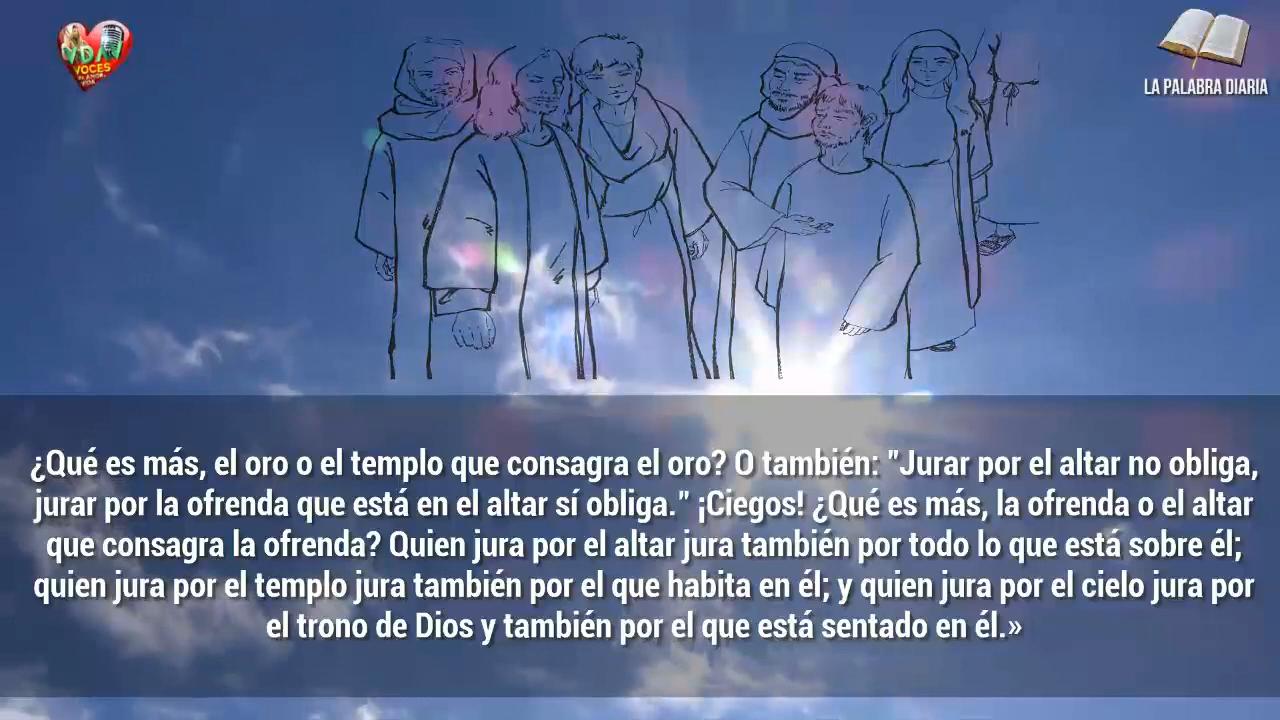 VDAV
VOCES
DE AMOR Y
VIDA
LA PALABRA DIARIA
¿Qué es más, el oro o el templo que consagra el oro? O también: "Jurar por el altar no obliga,
jurar por la ofrenda que está en el altar sí obliga." ¡Ciegos! ¿Qué es más, la ofrenda o el altar
que consagra la ofrenda? Quien jura por el altar jura también por todo lo que está sobre él;
quien jura por el templo jura también por el que habita en él; y quien jura por el cielo jura por
el trono de Dios y también por el que está sentado en él.»